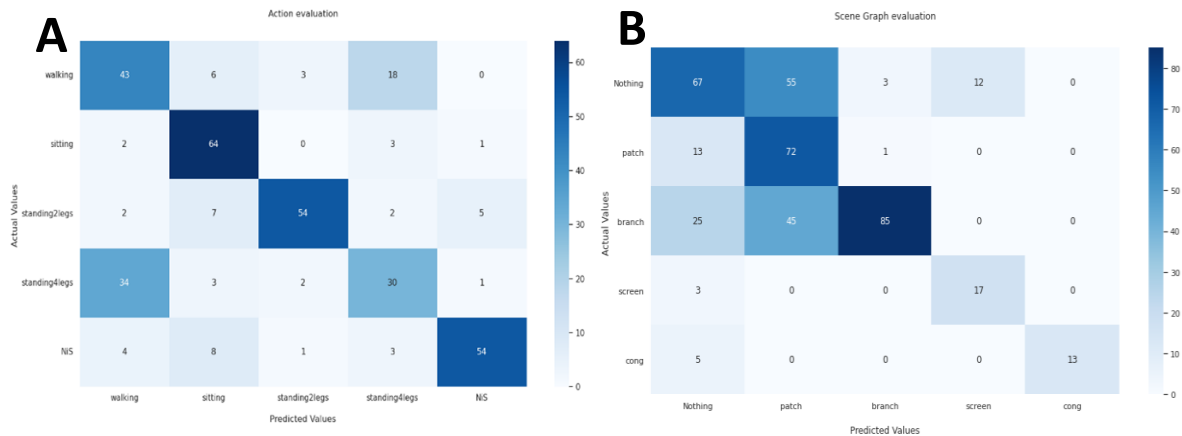 A
Action evaluation
walking 43 6 3 18 0
sitting 2 64 0 3 1
standing2legs 2 7 54 2 5
standing4legs 34 3 2 30 1
NiS 4 8 1 3 54
walking sitting standing2legs standing4legs NiS
Predicted Values
Actual Values
60
50
40
30
20
10
0
B
Scene Graph evaluation
Nothing 67 55 3 12 0
patch 13 72 1 0 0
branch 25 45 85 0 0
screen 3 0 0 17 0
cong 5 0 0 0 13
Nothing patch branch screen cong
Predicted Values
Actual Values
80
70
60
50
40
30
20
10
0